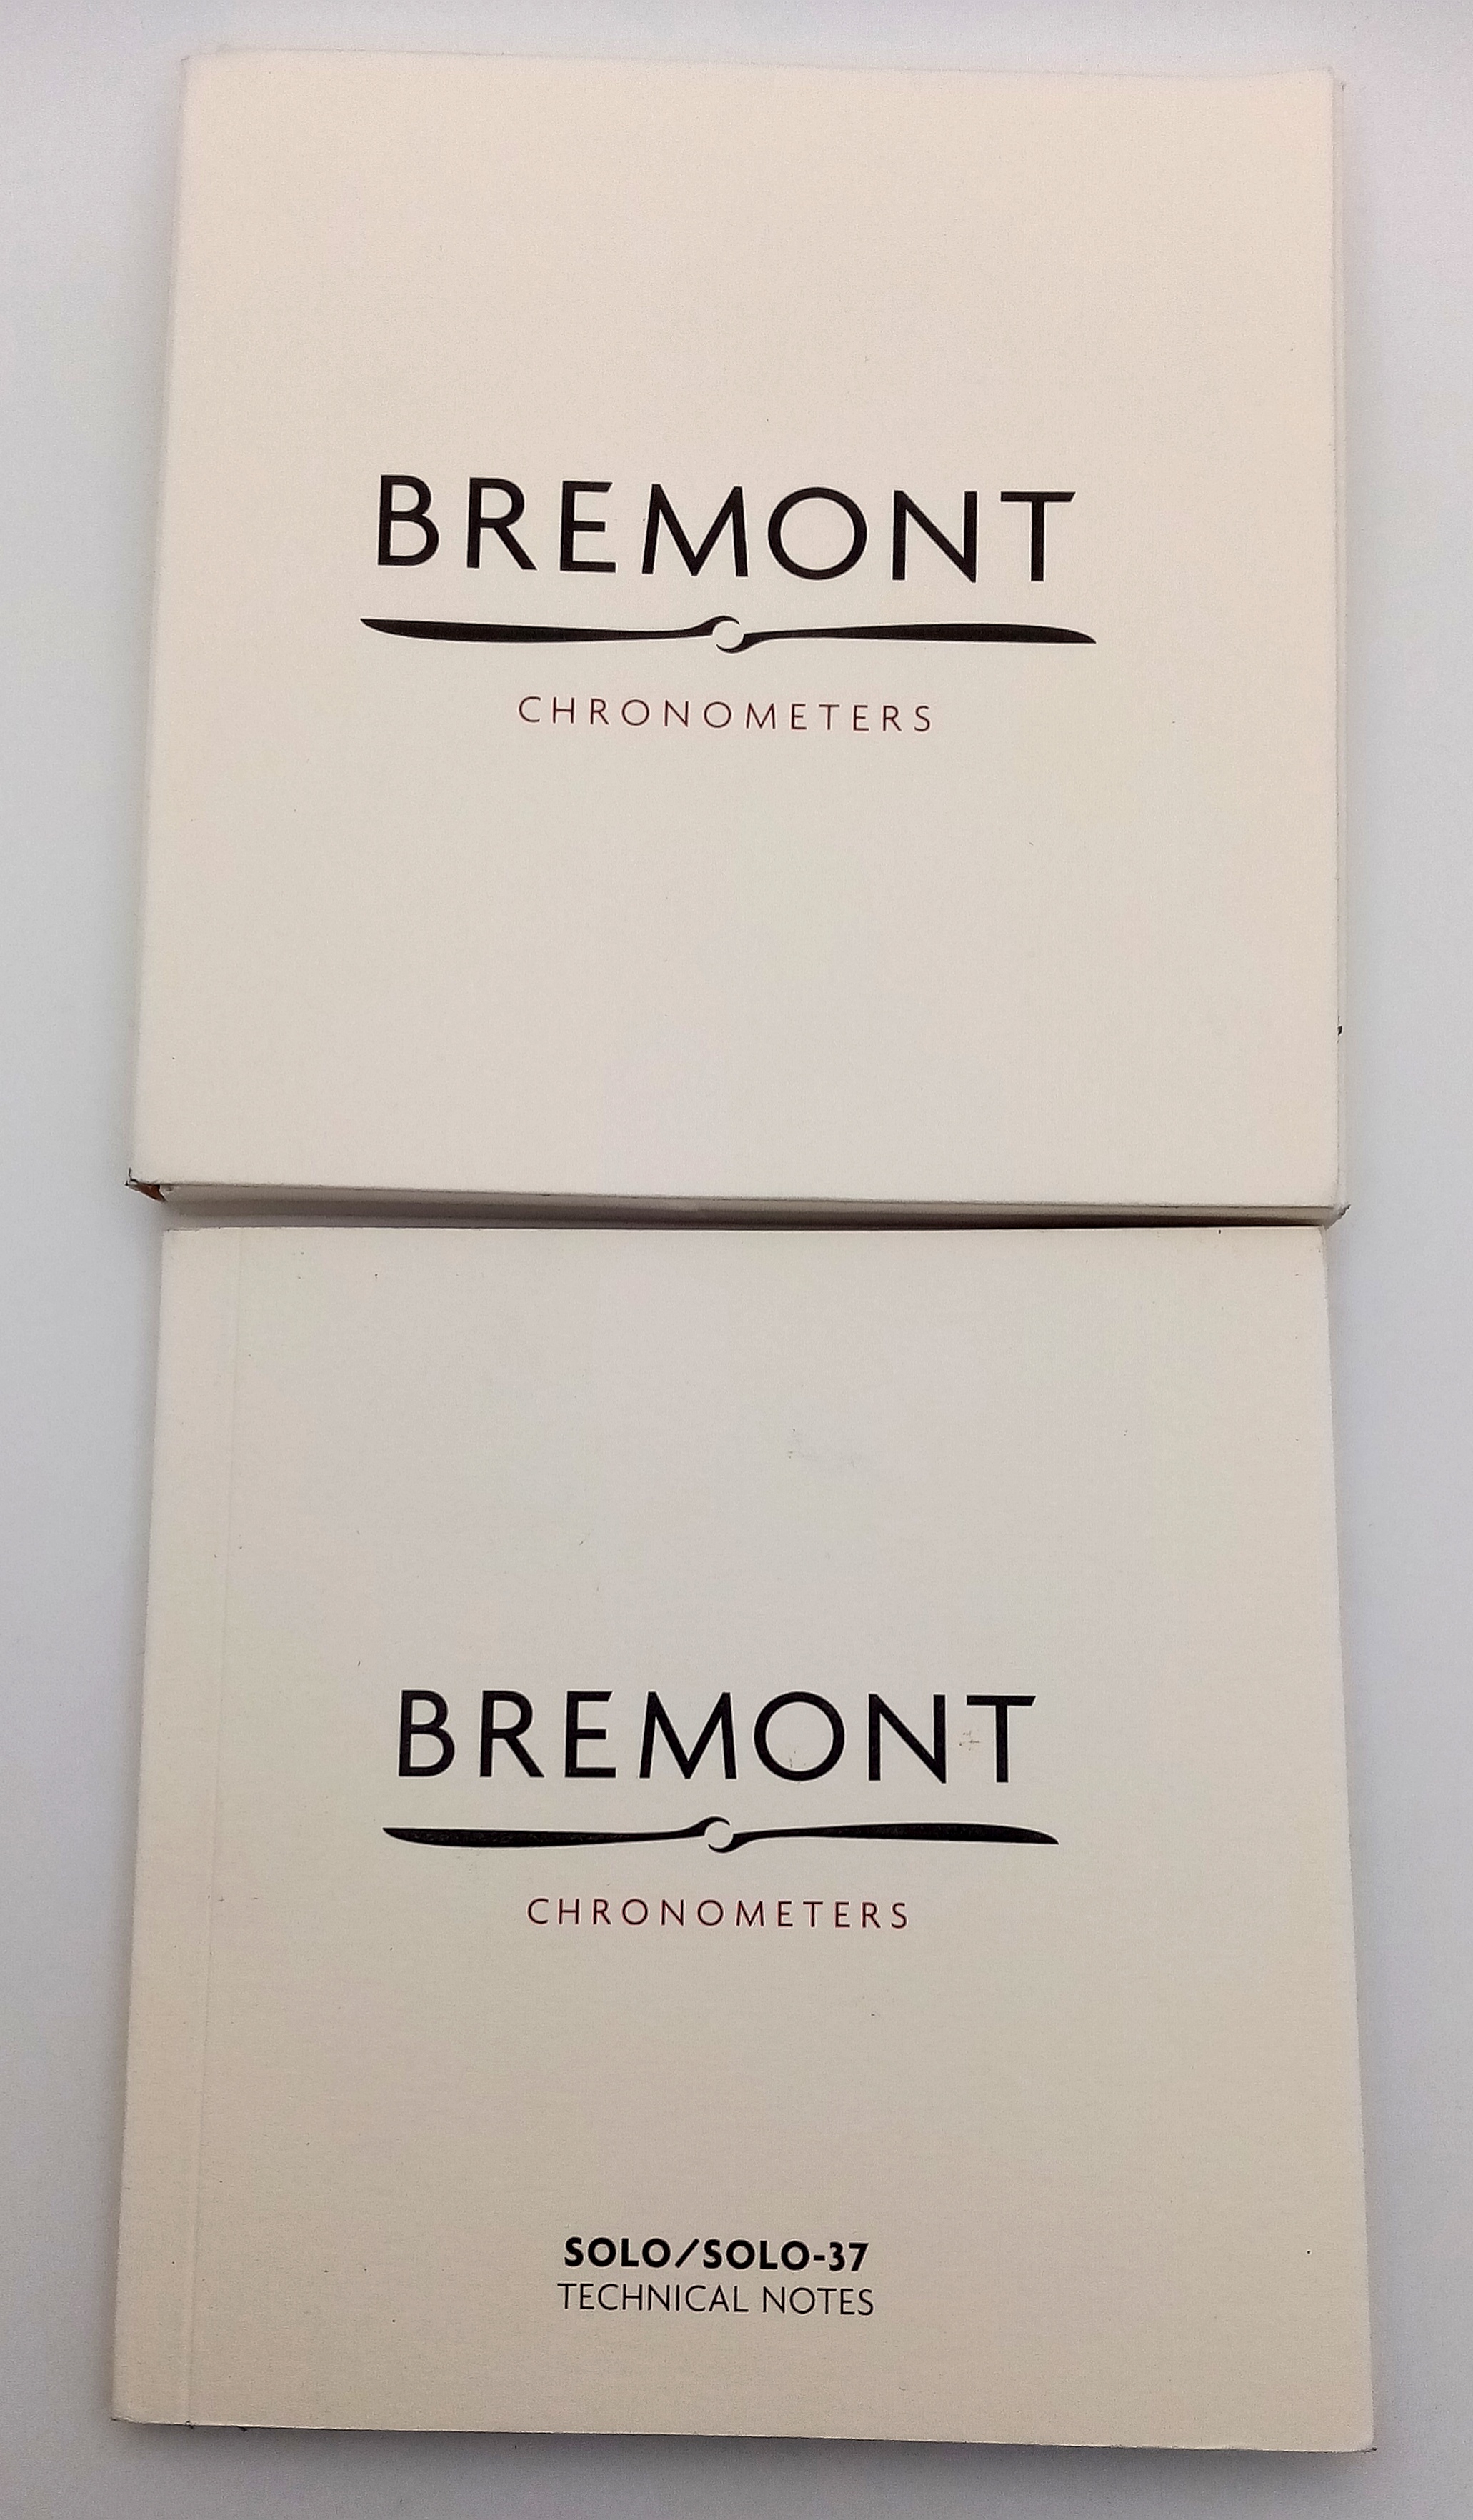 BREMONT
CHRONOMETERS
BREMONT
CHRONOMETERS
SOLO/SOLO-37
TECHNICAL NOTES